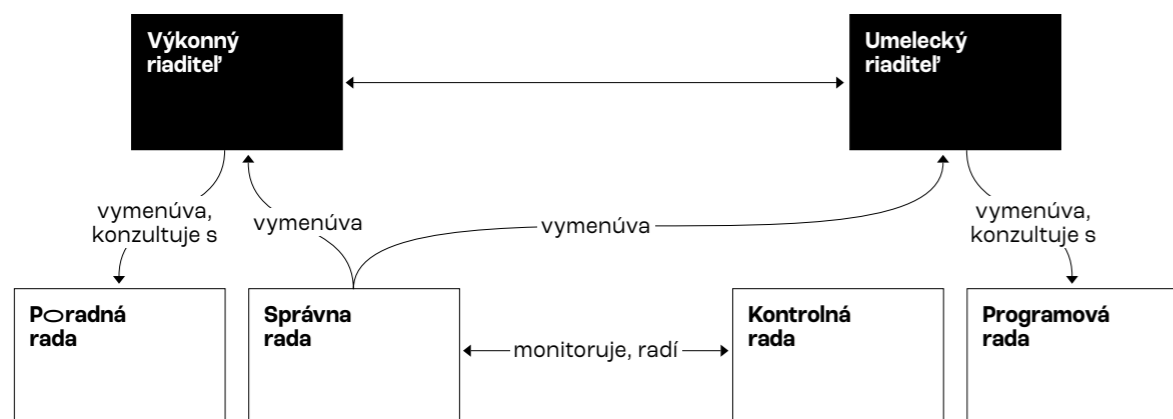 Výkonný
riaditeľ
Umelecký
riaditeľ
vymenúva,
konzultuje s
vymenúva
vymenúva
vymenúva,
konzultuje s
Poradná
rada
Správna
rada
monitoruje, radí
Kontrolná
rada
Programová
rada